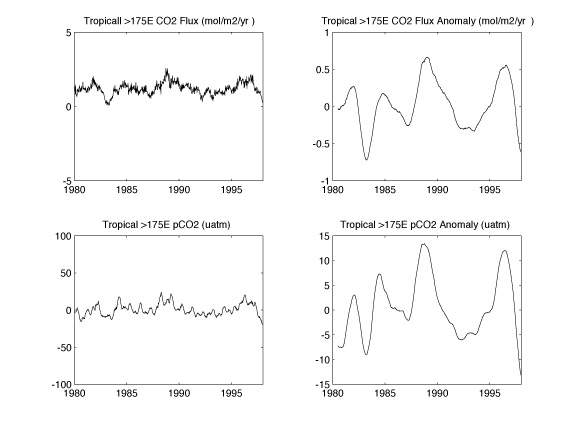 Tropicall >175E CO2 Flux (mol/m2/yr )
5
0
-5
1980 1985 1990 1995
Tropical >175E CO2 Flux Anomaly (mol/m2/yr )
1
0.5
0
-0.5
-1
1980 1985 1990 1995
Tropical >175E pCO2 (uatm)
100
50
0
-50
-100
1980 1985 1990 1995
Tropicall >175E pCO2 Anomaly (uatm)
15
10
5
0
-5
-10
-15
1980 1985 1990 1995